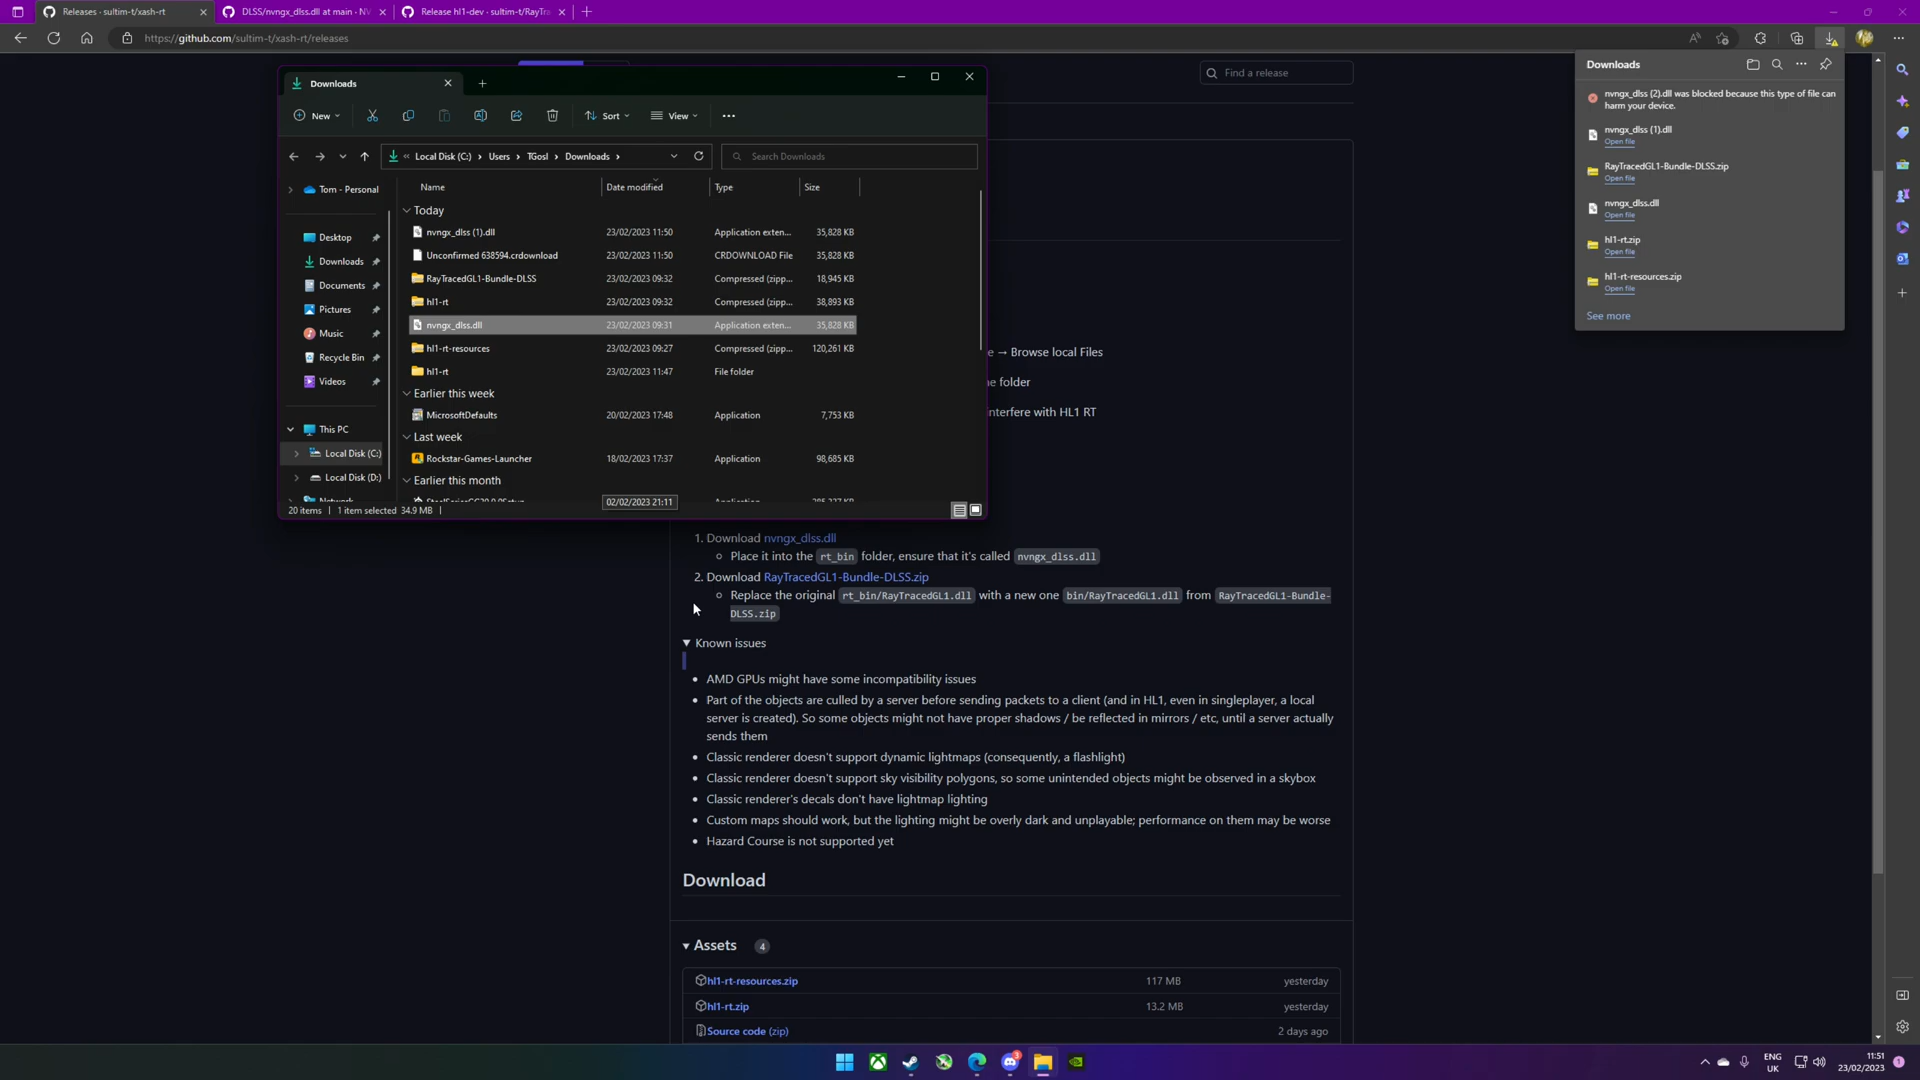 Releases · sultim-t/xash-rt
DLSS/nvngx_dlss.dll at main · NV
Release hl1-dev · sultim-t/RayTr
https://github.com/sultim-t/xash-rt/releases
Find a release
Downloads
nvngx_dlss (2).dll was blocked because this type of file can
harm your device.
nvngx_dlss (1).dll
Open file
RayTracedGL1-Bundle-DLSS.zip
Open file
nvngx_dlss.dll
Open file
hl1-rt.zip
Open file
hl1-rt-resources.zip
Open file
See more
Downloads
New
Sort
View
Local Disk (C:) > Users > TGosl > Downloads >
Search Downloads
Name Date modified Type Size
Tom - Personal
Desktop
Downloads
Documents
Pictures
Music
Recycle Bin
Videos
This PC
Local Disk (C:)
Local Disk (D:)
Network
Today
nvngx_dlss (1).dll 23/02/2023 11:50 Application exten... 35,828 KB
Unconfirmed 638594.crdownload 23/02/2023 11:50 CRDOWNLOAD File 35,828 KB
RayTracedGL1-Bundle-DLSS 23/02/2023 09:32 Compressed (zipp... 18,945 KB
hl1-rt 23/02/2023 09:32 Compressed (zipp... 38,893 KB
nvngx_dlss.dll 23/02/2023 09:31 Application exten... 35,828 KB
hl1-rt-resources 23/02/2023 09:27 Compressed (zipp... 120,261 KB
hl1-rt 23/02/2023 11:47 File folder
Earlier this week
MicrosoftDefaults 20/02/2023 17:48 Application 7,753 KB
Last week
Rockstar-Games-Launcher 18/02/2023 17:37 Application 98,685 KB
Earlier this month
02/02/2023 21:11
20 items | 1 item selected 34.9 MB |
e → Browse local Files
ne folder
interfere with HL1 RT
1. Download nvngx_dlss.dll
Place it into the rt_bin folder, ensure that it's called nvngx_dlss.dll
2. Download RayTracedGL1-Bundle-DLSS.zip
Replace the original rt_bin/RayTracedGL1.dll with a new one bin/RayTracedGL1.dll from RayTracedGL1-Bundle-
DLSS.zip
Known issues
• AMD GPUs might have some incompatibility issues
• Part of the objects are culled by a server before sending packets to a client (and in HL1, even in singleplayer, a local
server is created). So some objects might not have proper shadows / be reflected in mirrors / etc, until a server actually
sends them
• Classic renderer doesn't support dynamic lightmaps (consequently, a flashlight)
• Classic renderer doesn't support sky visibility polygons, so some unintended objects might be observed in a skybox
• Classic renderer's decals don't have lightmap lighting
• Custom maps should work, but the lighting might be overly dark and unplayable; performance on them may be worse
• Hazard Course is not supported yet
Download
Assets 4
hl1-rt-resources.zip 117 MB yesterday
hl1-rt.zip 13.2 MB yesterday
Source code (zip) 2 days ago
ENG
UK
11:51
23/02/2023